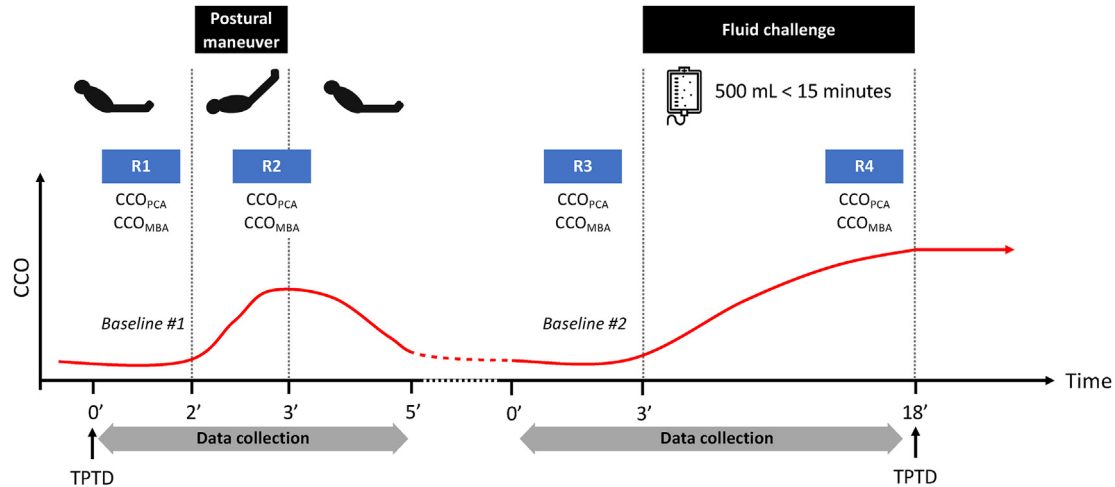 Postural
maneuver
Fluid challenge
500 mL < 15 minutes
R1
R2
R3
R4
CCOPCA
CCOMBA
CCOPCA
CCOMBA
CCOPCA
CCOMBA
CCOPCA
CCOMBA
CCO
Baseline #1
Baseline #2
Time
0’
2’
3’
5’
0’
3’
18’
Data collection
Data collection
TPTD
TPTD